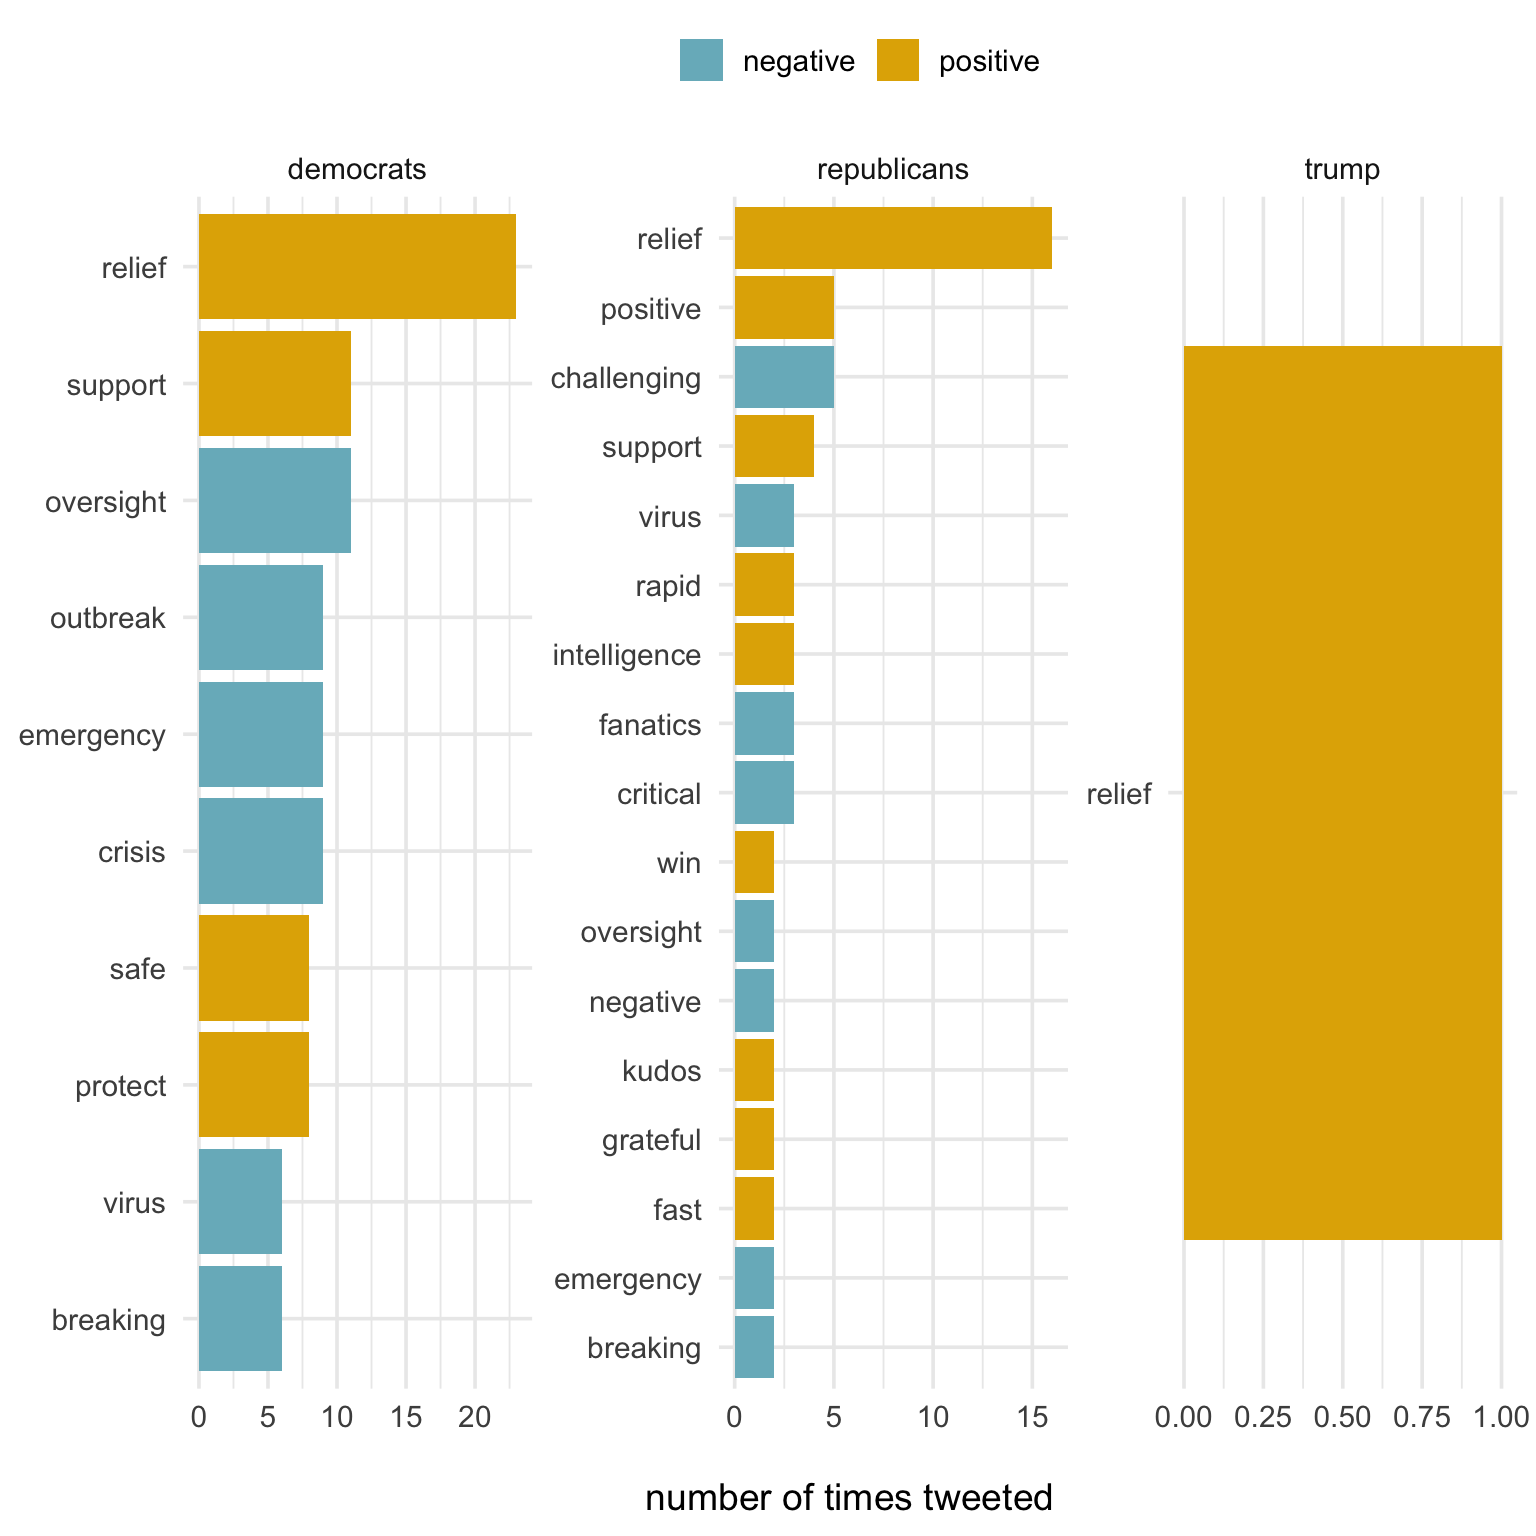 negative positive
democrats
relief
support
oversight
outbreak
emergency
crisis
safe
protect
virus
breaking
0 5 10 15 20
republicans
relief
positive
challenging
support
virus
rapid
intelligence
fanatics
critical
win
oversight
negative
kudos
grateful
fast
emergency
breaking
0 5 10 15
trump
relief
0.00 0.25 0.50 0.75 1.00
number of times tweeted